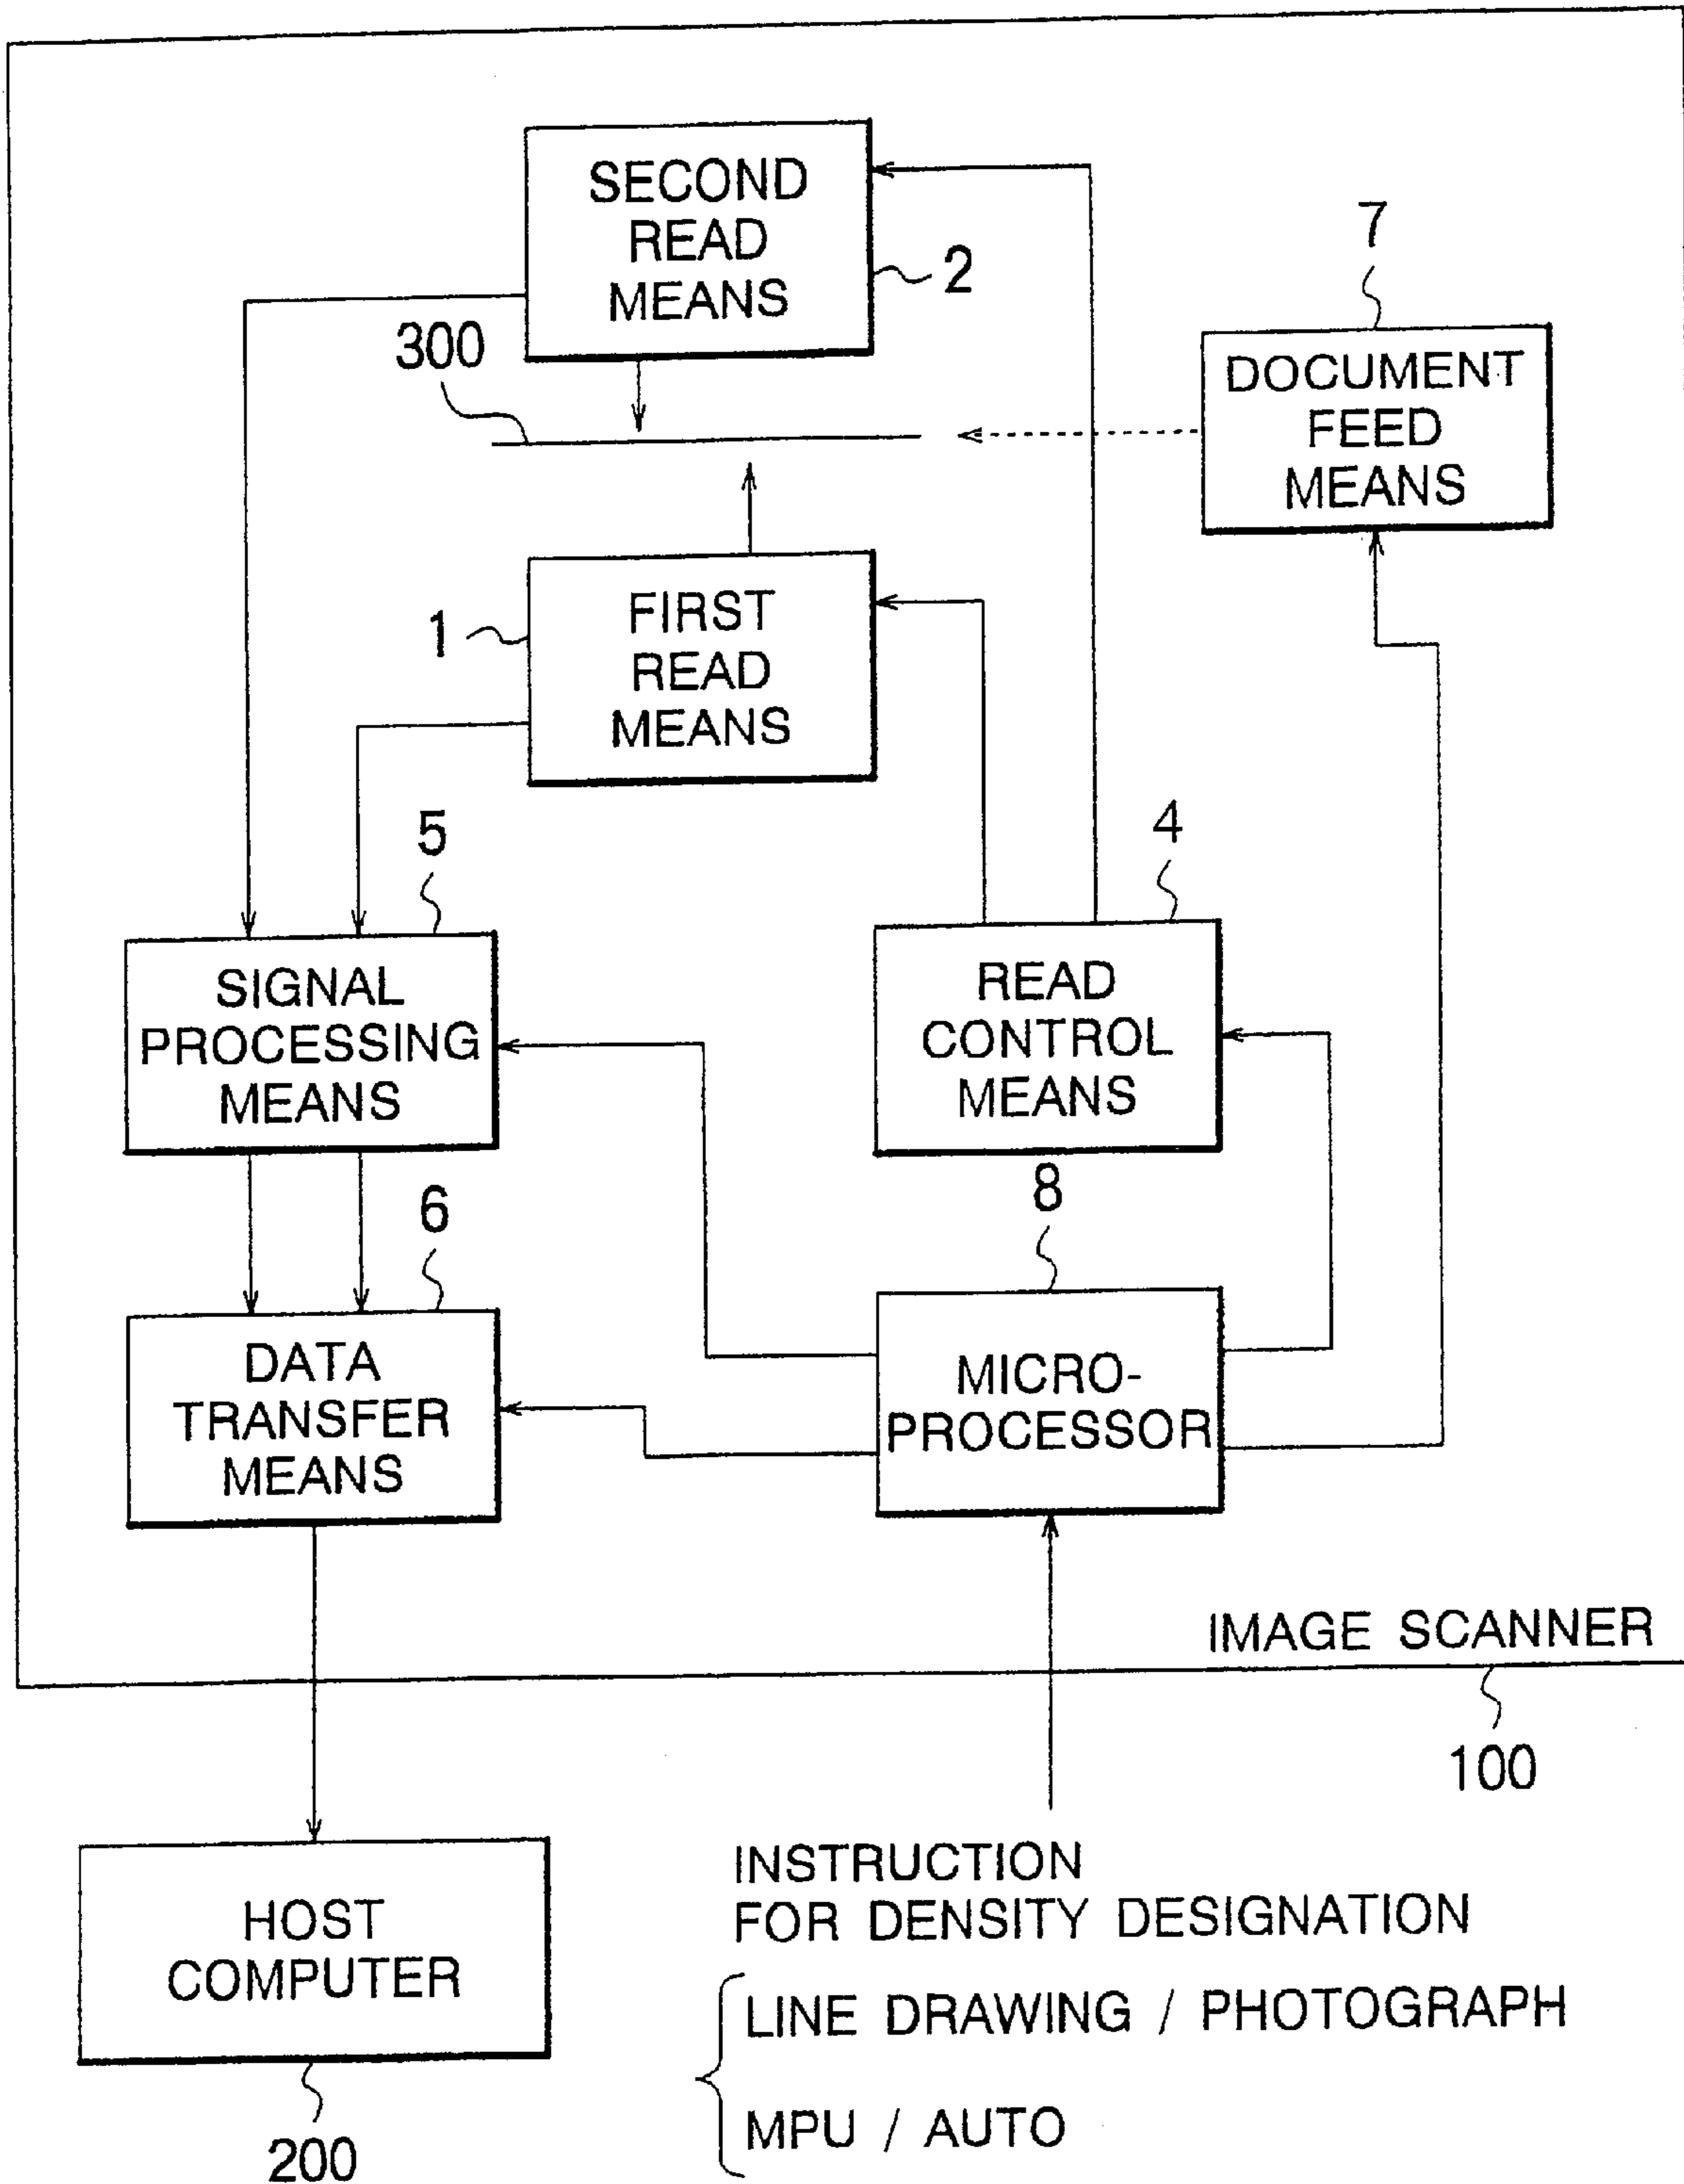 SECOND
READ
MEANS
2
7
300
DOCUMENT
FEED
MEANS
1
FIRST
READ
MEANS
5
4
SIGNAL
PROCESSING
MEANS
READ
CONTROL
MEANS
6
8
DATA
TRANSFER
MEANS
MICRO-
PROCESSOR
IMAGE SCANNER
100
HOST
COMPUTER
200
INSTRUCTION
FOR DENSITY DESIGNATION
LINE DRAWING / PHOTOGRAPH
MPU / AUTO